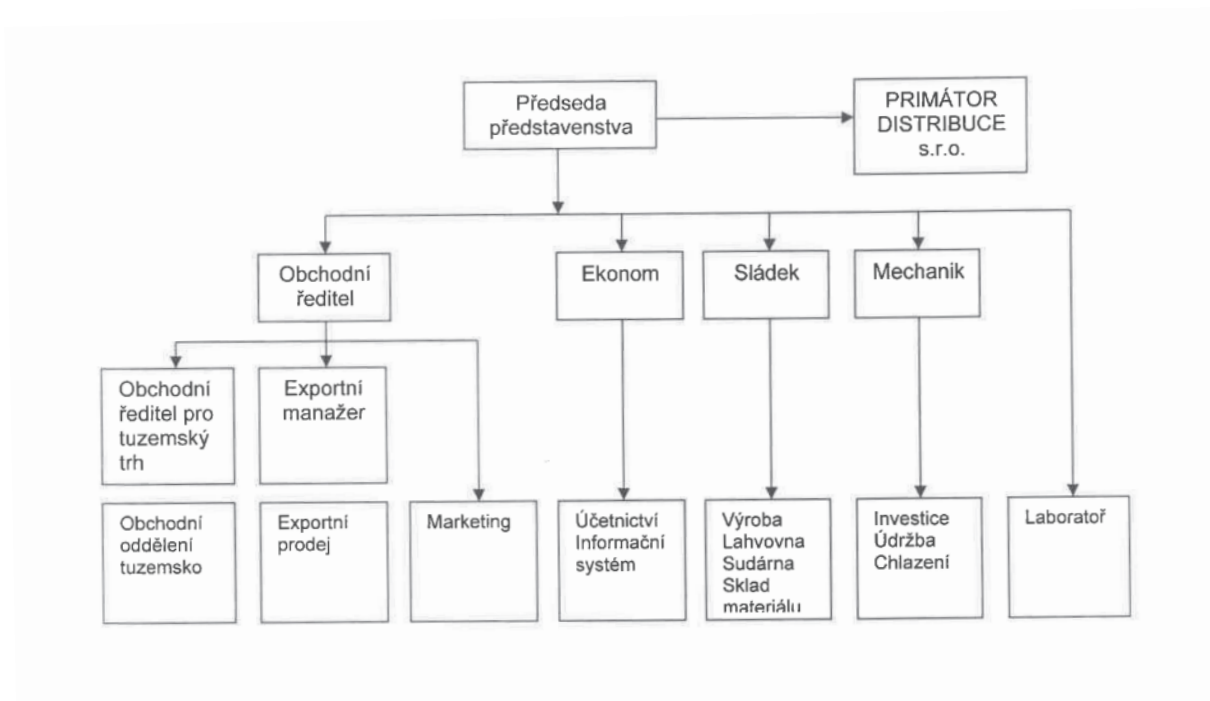 Předseda
představenstva
PRIMÁTOR
DISTRIBUCE
s.r.o.
Obchodní
ředitel
Ekonom
Sládek
Mechanik
Obchodní
ředitel pro
tuzemský
trh
Exportní
manažer
Obchodní
oddělení
tuzemsko
Exportní
prodej
Marketing
Účetnictví
Informační
systém
Výroba
Lahvovna
Sudárna
Sklad
materiálu
Investice
Údržba
Chlazení
Laboratoř